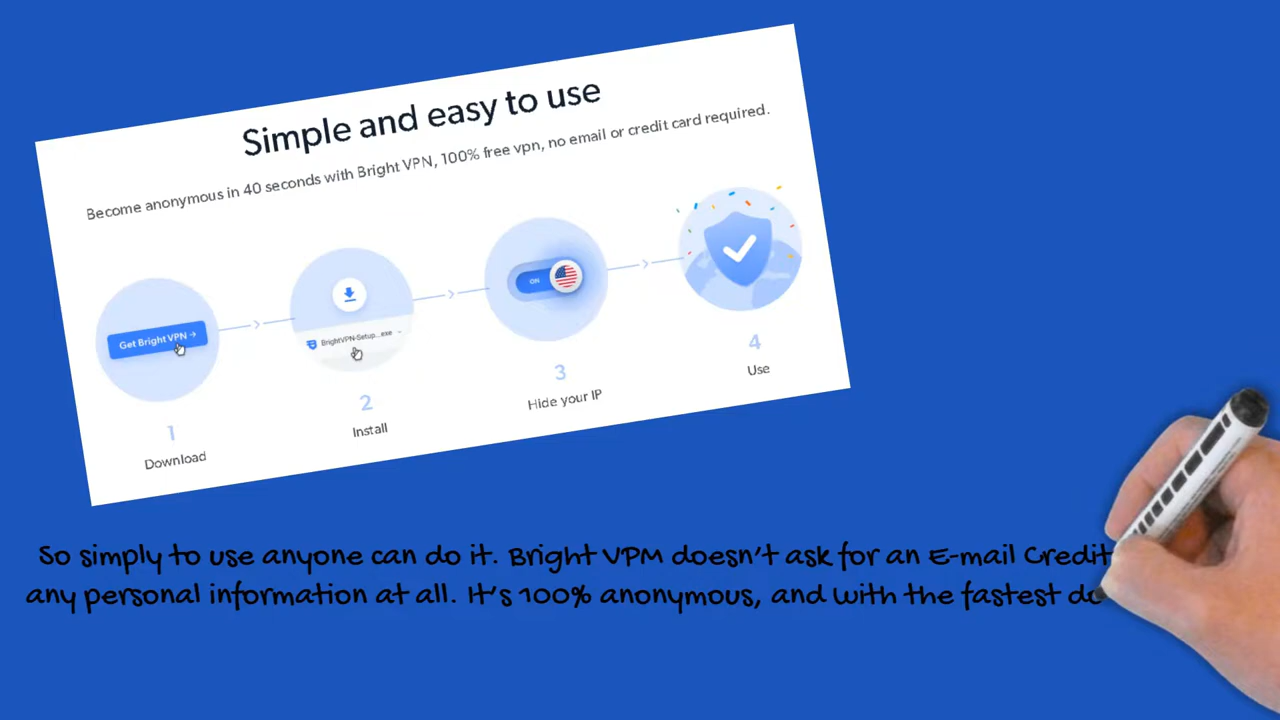 Simple and easy to use
Become anonymous in 40 seconds with Bright VPN, 100% free vpn, no email or credit card required.
Get Bright VPN →
BrightVPN-Setup...exe
ON
1
Download
2
Install
3
Hide your IP
4
Use
So simply to use anyone can do it. Bright VPM doesn't ask for an E-mail Credit
any personal information at all. It's 100% anonymous, and with the fastest do